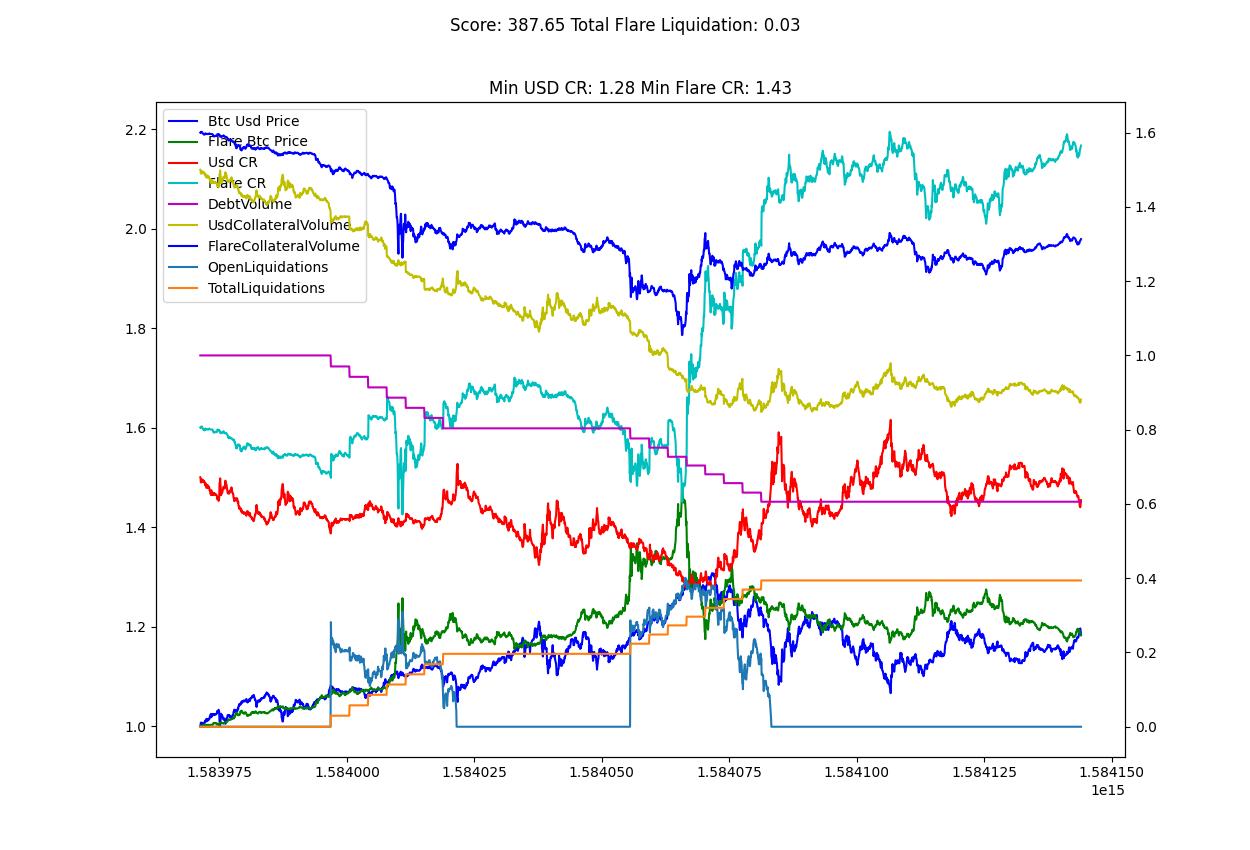 Score: 387.65 Total Flare Liquidation: 0.03
Min USD CR: 1.28 Min Flare CR: 1.43
Btc Usd Price
Flare Btc Price
Usd CR
Flare CR
DebtVolume
UsdCollateralVolume
FlareCollateralVolume
OpenLiquidations
TotalLiquidations
2.2
2.0
1.8
1.6
1.4
1.2
1.0
1.6
1.4
1.2
1.0
0.8
0.6
0.4
0.2
0.0
1.583975
1.584000
1.584025
1.584050
1.584075
1.584100
1.584125
1.584150
1e15